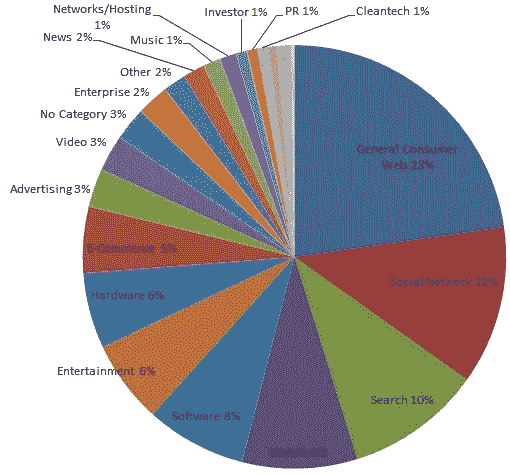 Networks/Hosting
1%
Investor 1%
PR 1%
Cleantech 1%
News 2%
Music 1%
Other 2%
Enterprise 2%
No Category 3%
Video 3%
Advertising 3%
E-Commerce 5%
Hardware 6%
Entertainment 6%
Software 8%
Search 10%
Social Network 12%
General Consumer
Web 23%